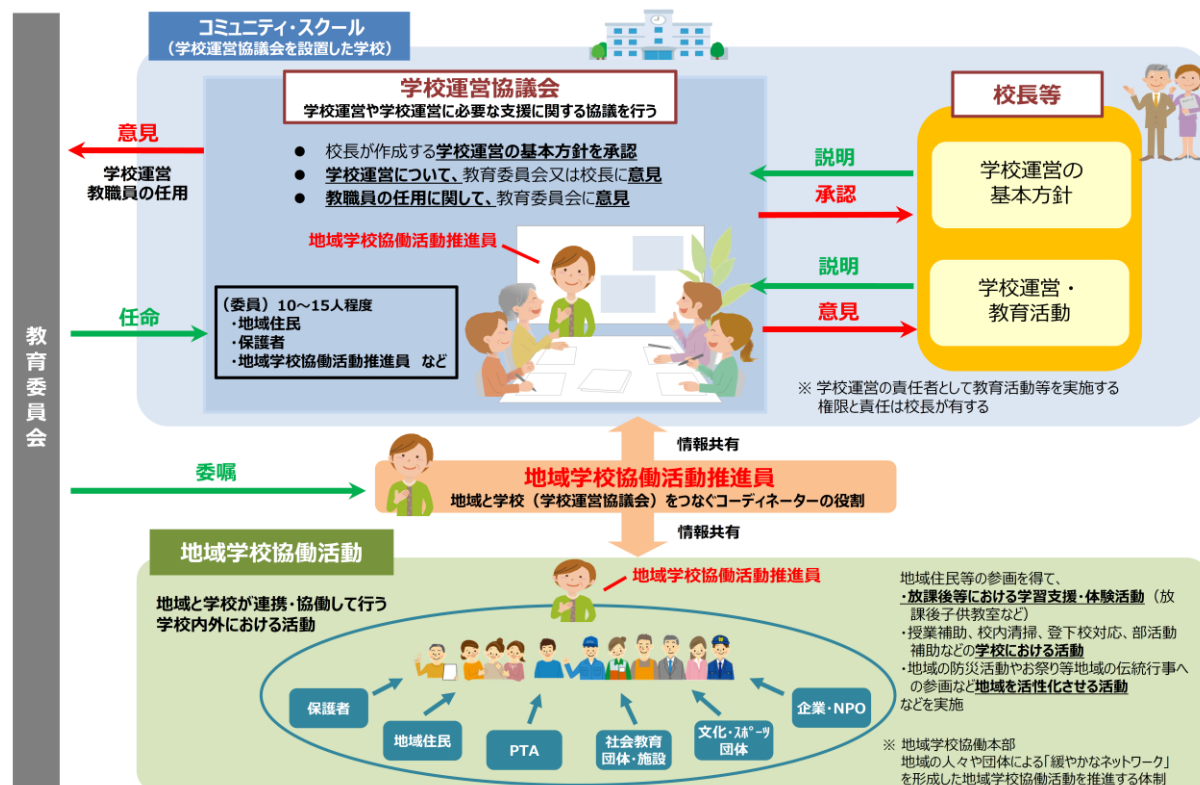 コミュニティ・スクール
(学校運営協議会を設置した学校)
学校運営協議会
学校運営や学校運営に必要な支援に関する協議を行う
● 校長が作成する学校運営の基本方針を承認
● 学校運営について、教育委員会又は校長に意見
● 教職員の任用に関して、教育委員会に意見
地域学校協働活動推進員
(委員)10~15人程度
・地域住民
・保護者
・地域学校協働活動推進員 など
意見
学校運営
教職員の任用
任命
教育委員会
説明
承認
説明
意見
校長等
学校運営の
基本方針
学校運営・
教育活動
※ 学校運営の責任者として教育活動等を実施する
権限と責任は校長が有する
情報共有
委嘱
地域学校協働活動推進員
地域と学校(学校運営協議会)をつなぐコーディネーターの役割
情報共有
地域学校協働活動
地域学校協働活動推進員
地域と学校が連携・協働して行う
学校内外における活動
保護者
地域住民
PTA
社会教育
団体・施設
文化・スポーツ
団体
企業・NPO
地域住民等の参画を得て、
・放課後等における学習支援・体験活動(放
課後子供教室など)
・授業補助、校内清掃、登下校対応、部活動
補助などの学校における活動
・地域の防災活動やお祭り等地域の伝統行事へ
の参画など地域を活性化させる活動
などを実施
※ 地域学校協働本部
地域の人々や団体による「緩やかなネットワーク」
を形成した地域学校協働活動を推進する体制